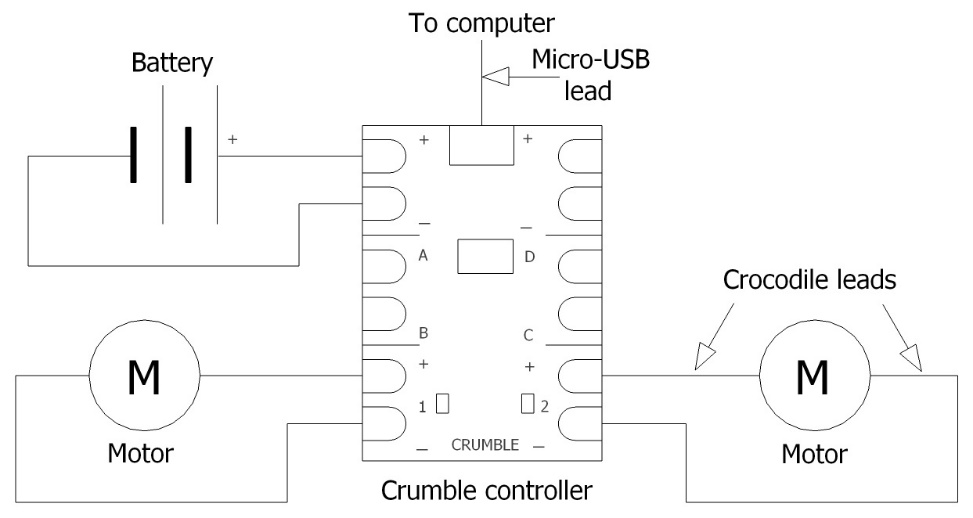 To computer
Battery
Micro-USB
lead
+
+ +
— —
A D
Crocodile leads
B C
+ +
M M
1 2
Motor
CRUMBLE
— —
Motor
Crumble controller